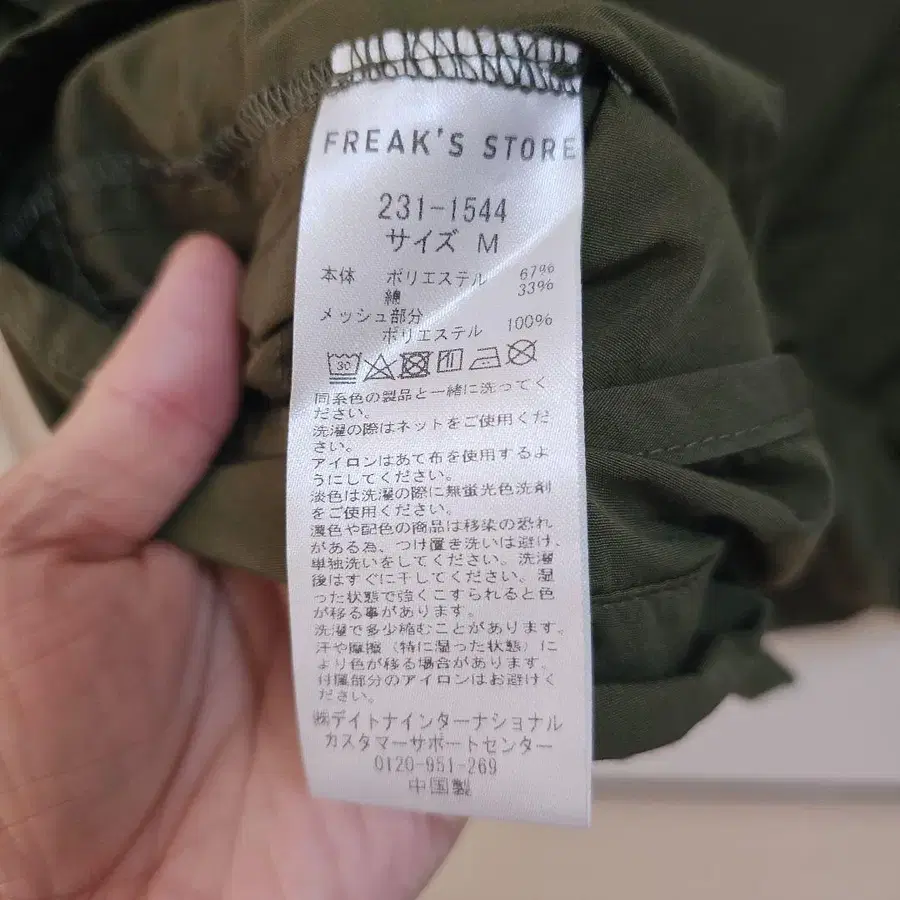 FREAK'S STORE
231-1544
サイズ M
本体 ポリエステル 67%
綿 33%
メッシュ部分
ポリエステル 100%
30
同系色の製品と一緒に洗ってく
ださい。
洗濯の際はネットをご使用くだ
さい。
アイロンはあて布を使用するよ
うにしてください。
淡色は洗濯の際に無蛍光色洗剤
をご使用ください。
濃色や配色の商品は移染の恐れ
がある為、つけ置き洗いは避け、
単独洗いをしてください。洗濯
後はすぐに干してください。湿
った状態で強くこすられると色
が移る事があります。
洗濯で多少縮むことがあります。
汗や摩擦（特に湿った状態）に
より色が移る場合があります。
付属部分のアイロンはお避けく
ださい。
㈱デイトナインターナショナル
カスタマーサポートセンター
0120-951-269
中国製